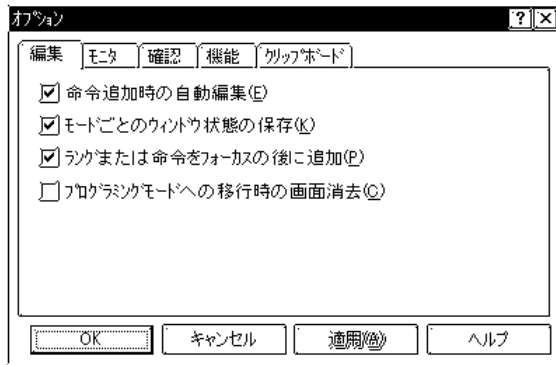 ｵﾌﾟｼｮﾝ
編集 ﾓﾆﾀ 確認 機能 ｸﾘｯﾌﾟﾎﾞｰﾄﾞ
命令追加時の自動編集(E)
ﾓｰﾄﾞごとのｳｨﾝﾄﾞｳ状態の保存(K)
ﾗﾝｸﾞまたは命令をﾌｫｰｶｽの後に追加(P)
ﾌﾟﾛｸﾞﾗﾐﾝｸﾞﾓｰﾄﾞへの移行時の画面消去(C)
OK キャンセル 適用(A) ヘルプ